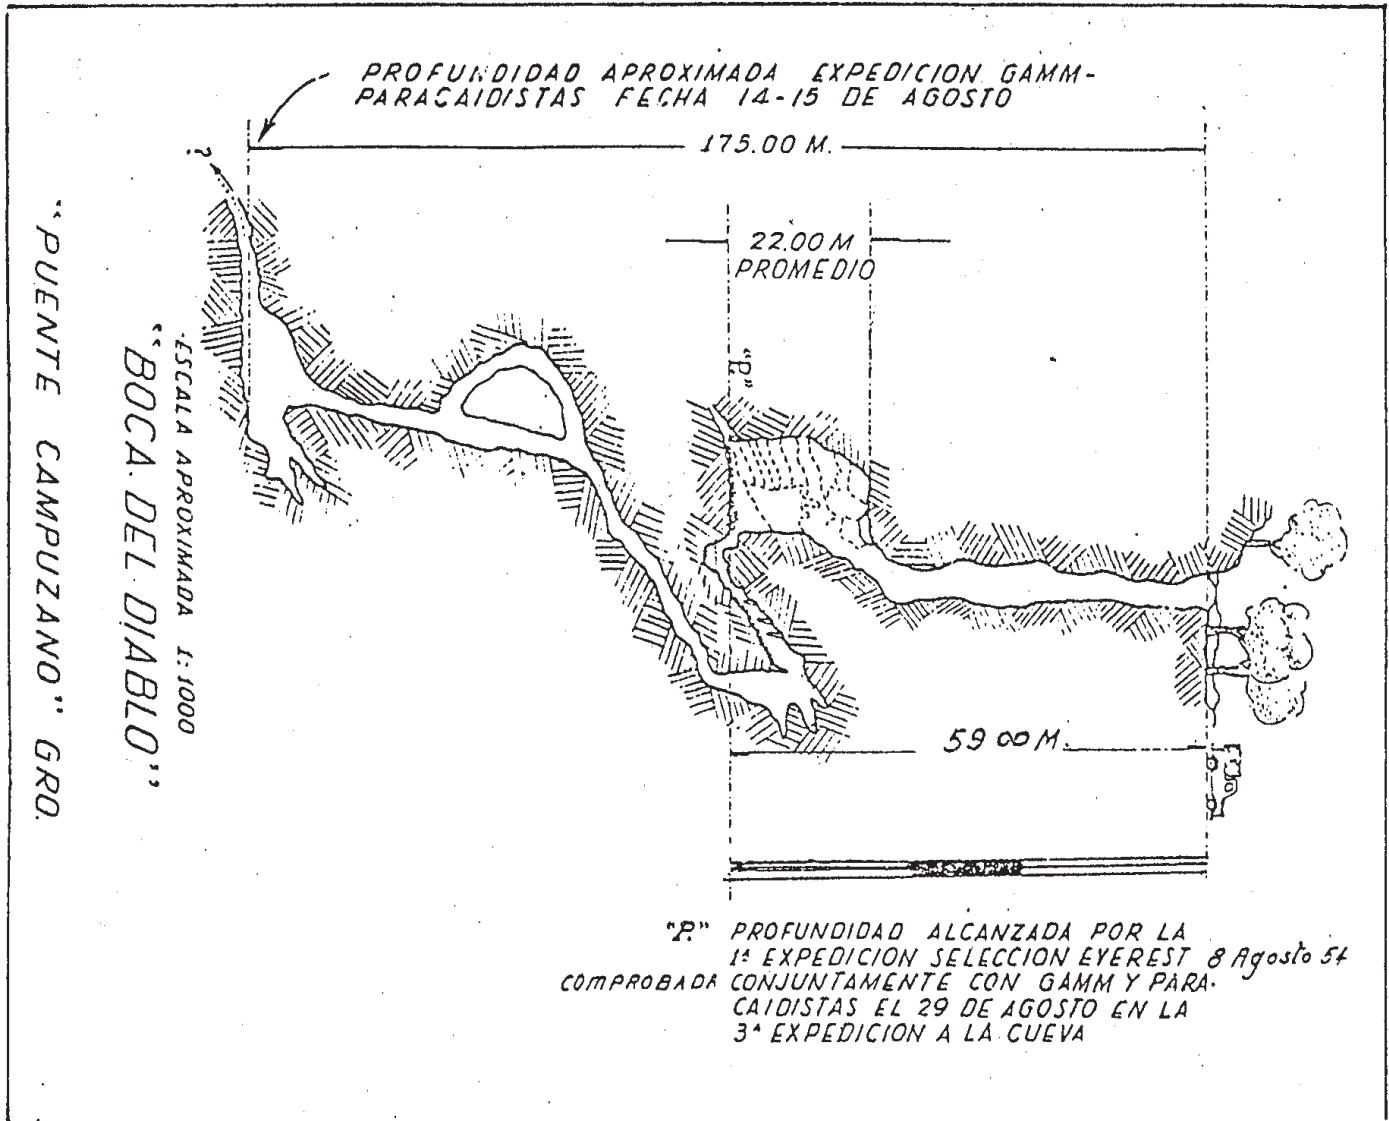 PROFUNDIDAD APROXIMADA EXPEDICION GAMM-
PARACAIDISTAS FECHA 14-15 DE AGOSTO
175.00 M.
?
22.00 M
PROMEDIO
"P."
"PUENTE CAMPUZANO" GRO.
"BOCA DEL DIABLO"
-ESCALA APROXIMADA 1:1000
59 00 M.
"P." PROFUNDIDAD ALCANZADA POR LA
1ª EXPEDICION SELECCION EVEREST 8 Agosto 54
COMPROBADA CONJUNTAMENTE CON GAMM Y PARA-
CAIDISTAS EL 29 DE AGOSTO EN LA
3ª EXPEDICION A LA CUEVA